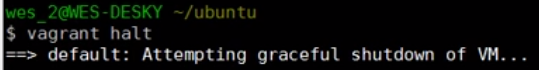 wes_2@WES-DESKY ~/ubuntu
$ vagrant halt
==> default: Attempting graceful shutdown of VM...